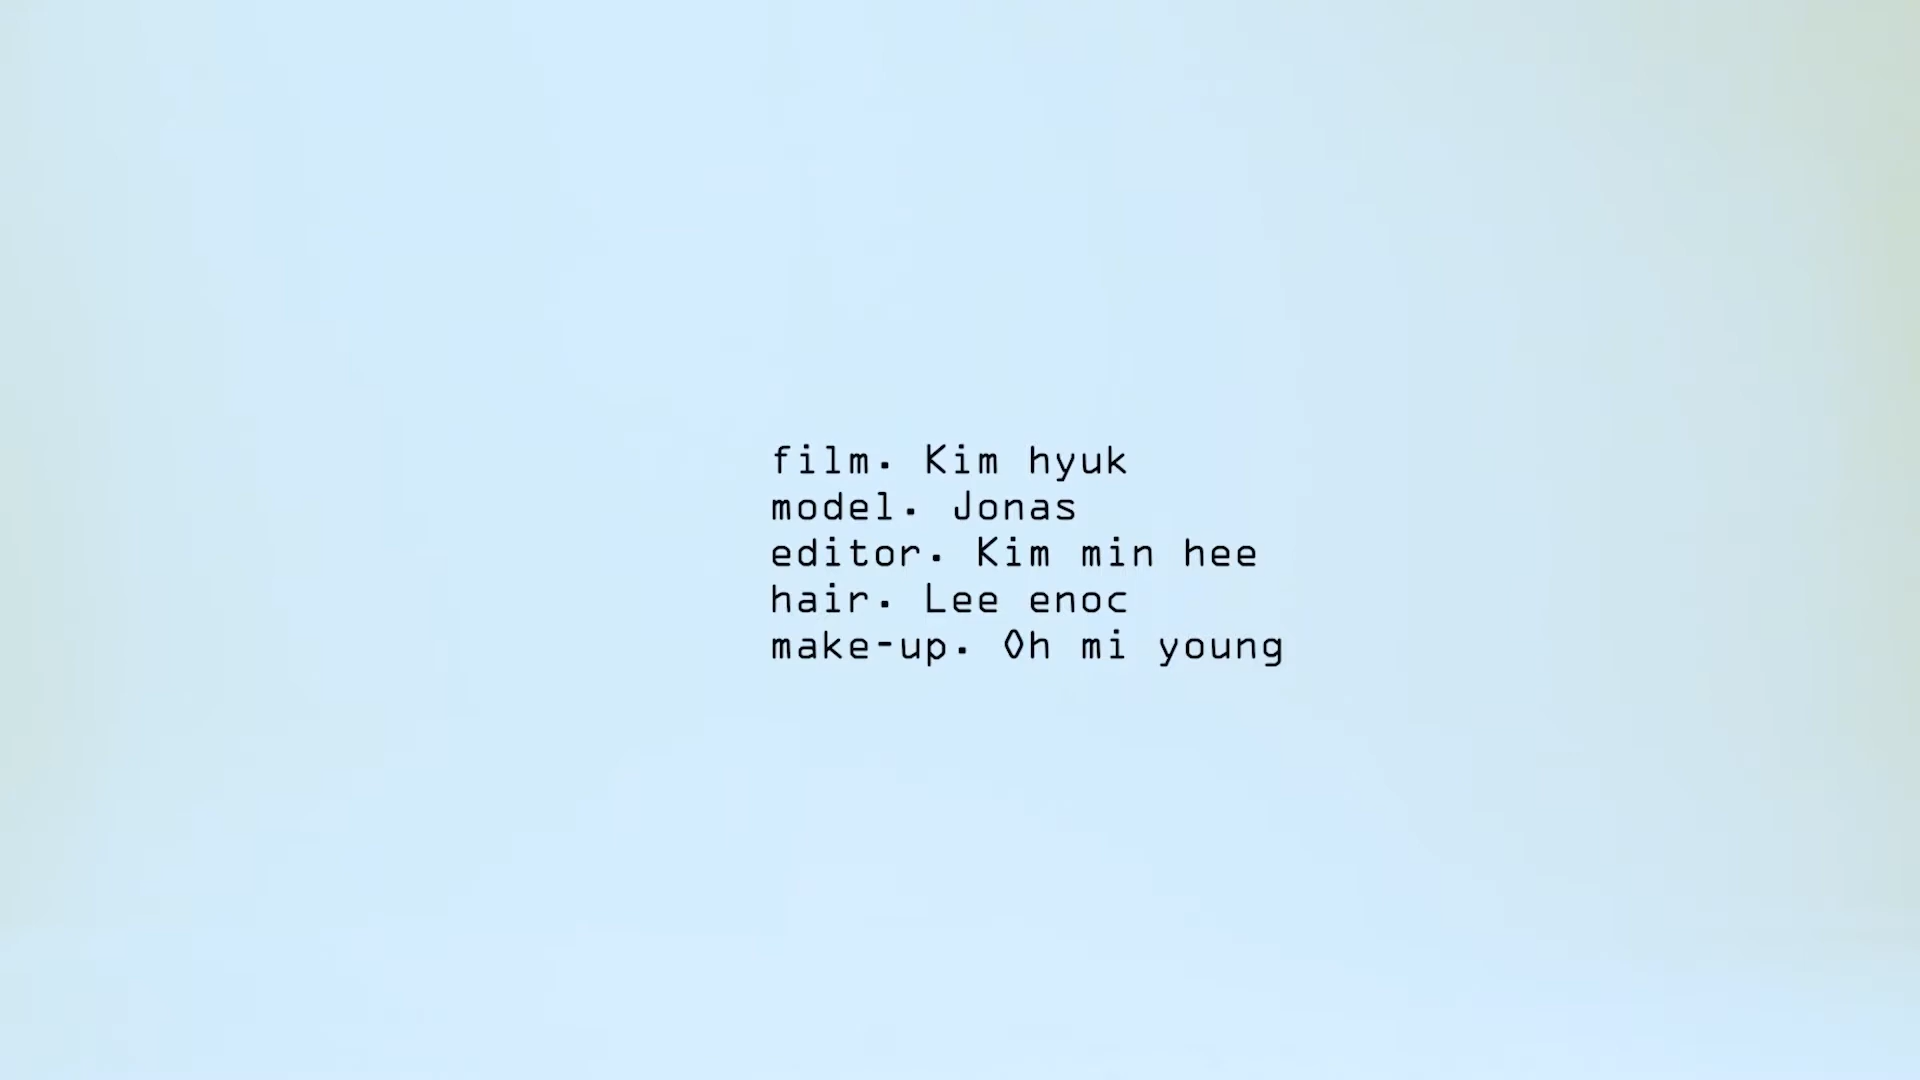 film. Kim hyuk
model. Jonas
editor. Kim min hee
hair. Lee enoc
make-up. Oh mi young